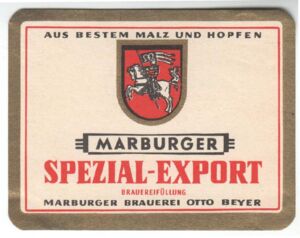 AUS BESTEM MALZ UND HOPFEN
MARBURGER
SPEZIAL-EXPORT
BRAUEREIFÜLLUNG
MARBURGER BRAUEREI OTTO BEYER